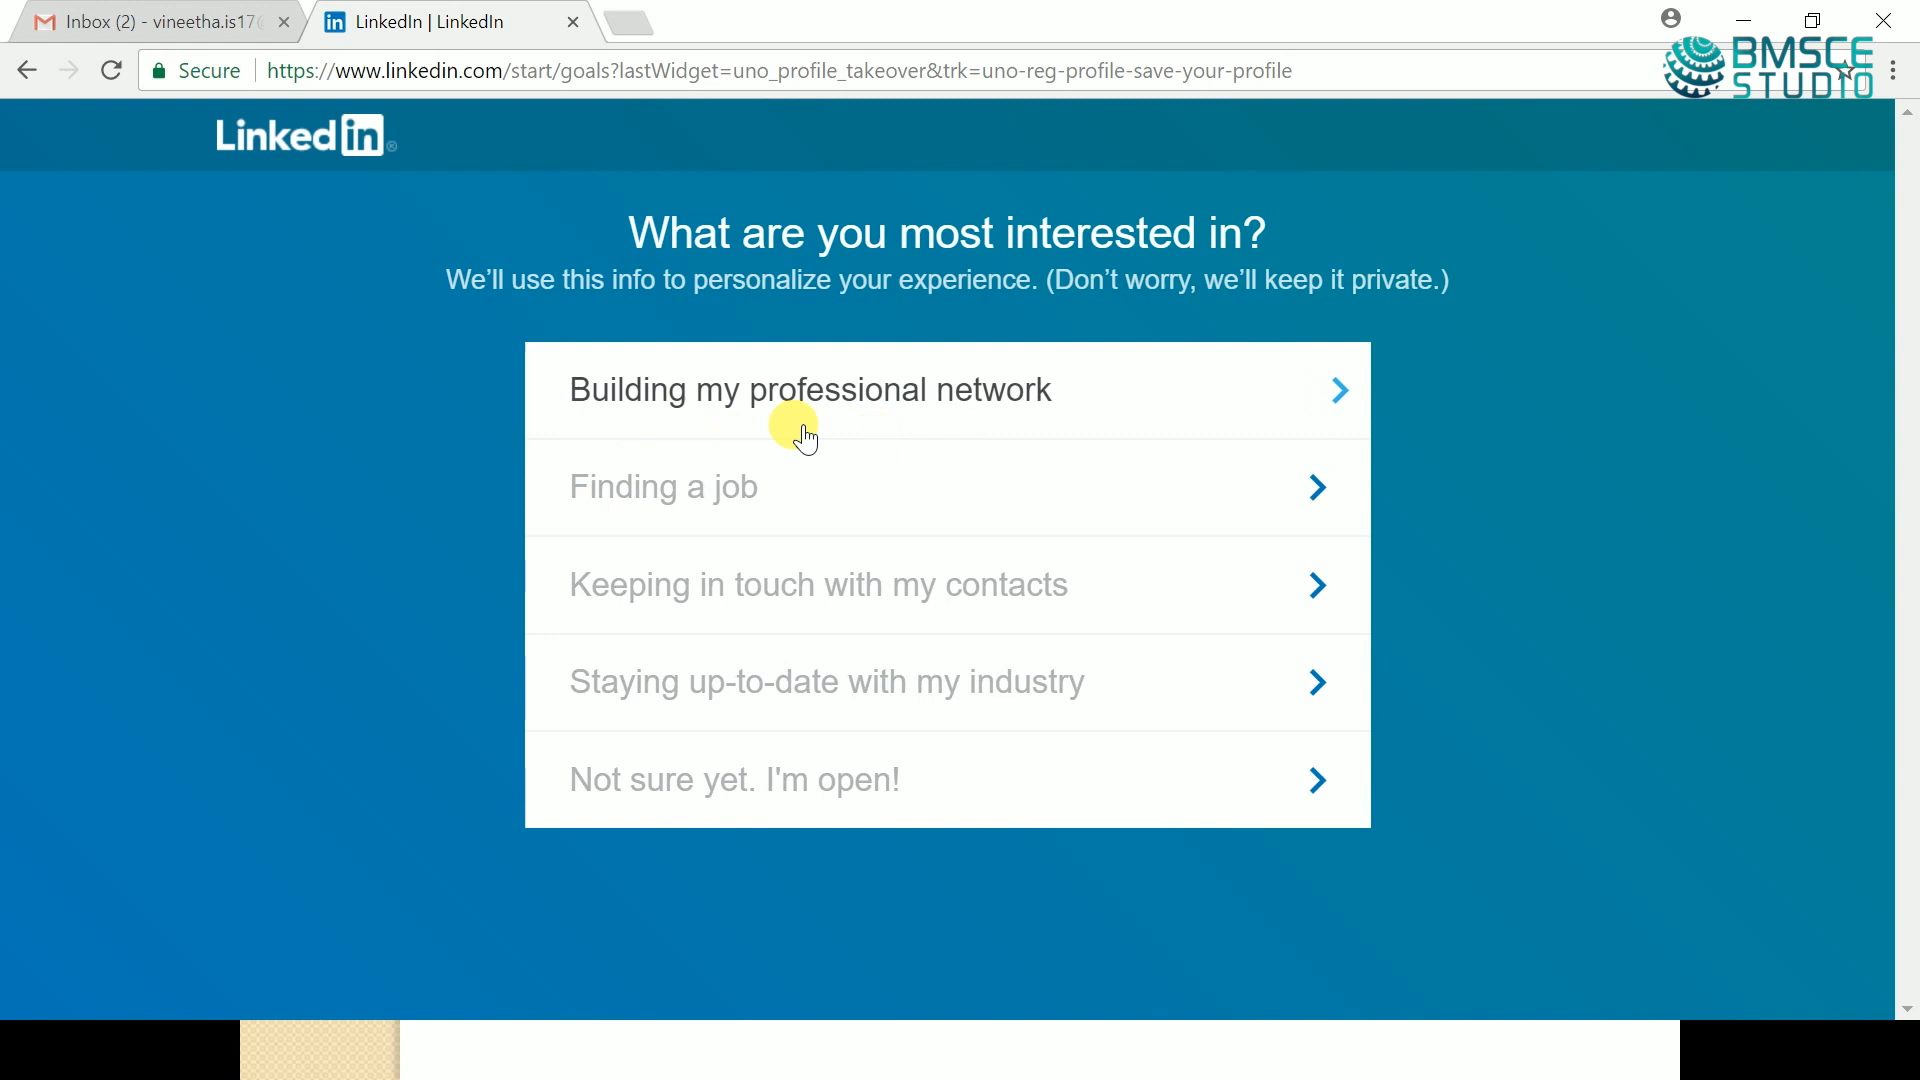 Inbox (2) - vineetha.is17@
LinkedIn | LinkedIn
BMSCE
STUDIO
Secure
https://www.linkedin.com/start/goals?lastWidget=uno_profile_takeover&trk=uno-reg-profile-save-your-profile
Linked in ®
What are you most interested in?
We'll use this info to personalize your experience. (Don't worry, we'll keep it private.)
Building my professional network
Finding a job
Keeping in touch with my contacts
Staying up-to-date with my industry
Not sure yet. I'm open!